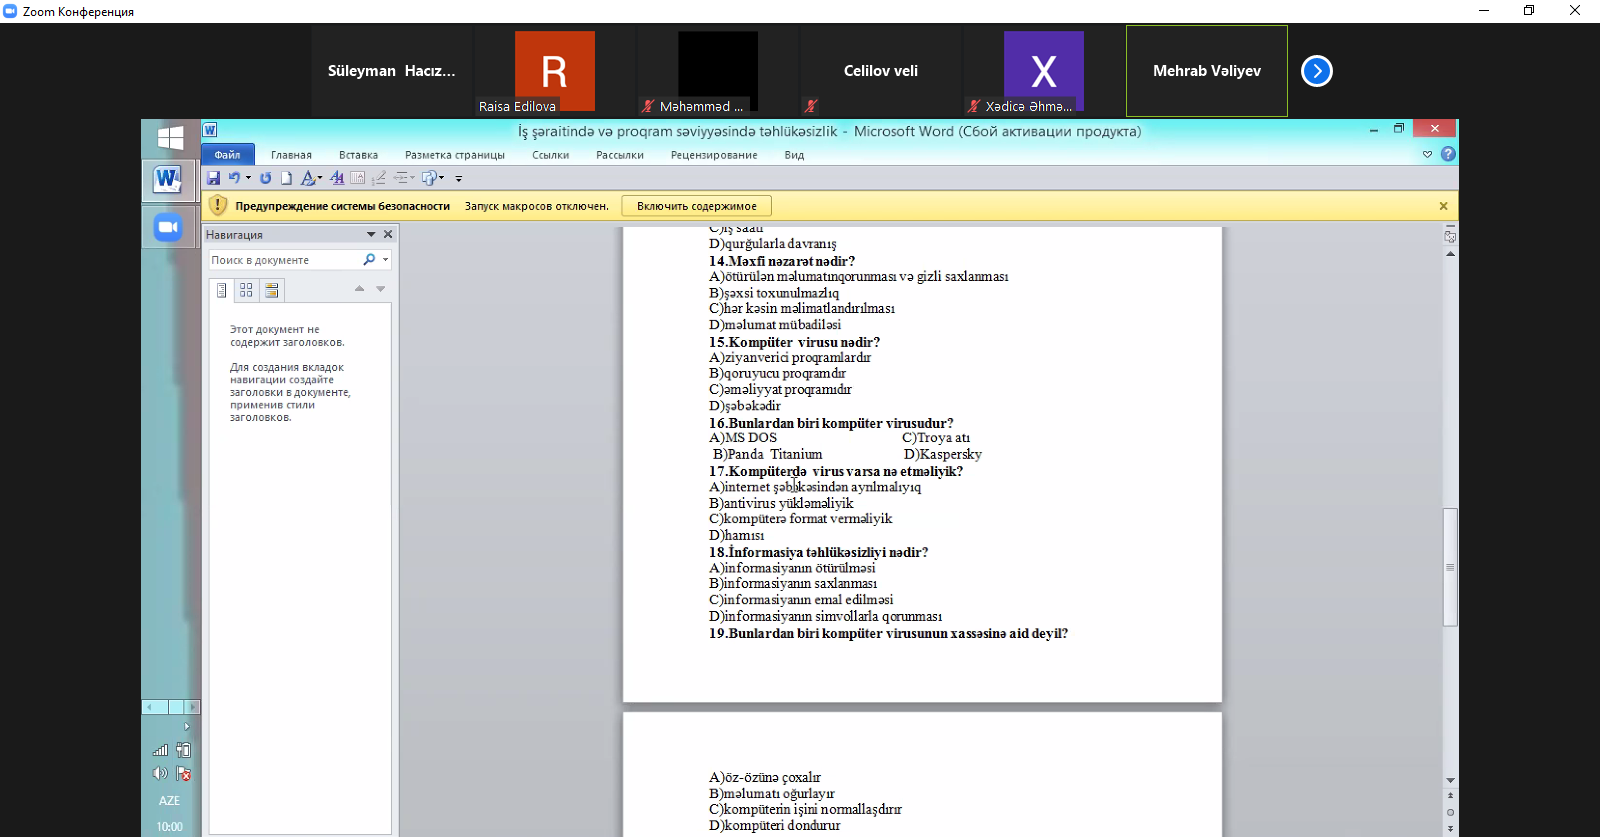 Zoom Конференция
Süleyman Hacız...
R
Raisa Edilova
Məhəmməd ...
Celilov veli
X
Xədicə Əhmə...
Mehrab Vəliyev
İş şəraitində və proqram səviyyəsində təhlükəsizlik - Microsoft Word (Сбой активации продукта)
Файл Главная Вставка Разметка страницы Ссылки Рассылки Рецензирование Вид
Предупреждение системы безопасности Запуск макросов отключен. Включить содержимое
Навигация
Поиск в документе
Этот документ не
содержит заголовков.
Для создания вкладок
навигации создайте
заголовки в документе,
применив стили
заголовков.
C)iş saatı
D)qurğularla davranış
14.Məxfi nəzarət nədir?
A)ötürülən məlumatınqorunması və gizli saxlanması
B)şəxsi toxunulmazlıq
C)hər kəsin məlimatlandırılması
D)məlumat mübadiləsi
15.Kompüter virusu nədir?
A)ziyanverici proqramlardır
B)qoruyucu proqramdır
C)əməliyyat proqramıdır
D)şəbəkədir
16.Bunlardan biri kompüter virusudur?
A)MS DOS C)Troya atı
B)Panda Titanium D)Kaspersky
17.Kompüterdə virus varsa nə etməliyik?
A)internet şəbəkəsindən ayrılmalıyıq
B)antivirus yükləməliyik
C)kompüterə format verməliyik
D)hamısı
18.İnformasiya təhlükəsizliyi nədir?
A)informasiyanın ötürülməsi
B)informasiyanın saxlanması
C)informasiyanın emal edilməsi
D)informasiyanın simvollarla qorunması
19.Bunlardan biri kompüter virusunun xassəsinə aid deyil?
A)öz-özünə çoxalır
B)məlumatı oğurlayır
C)kompüterin işini normallaşdırır
D)kompüteri dondurur
AZE
10:00